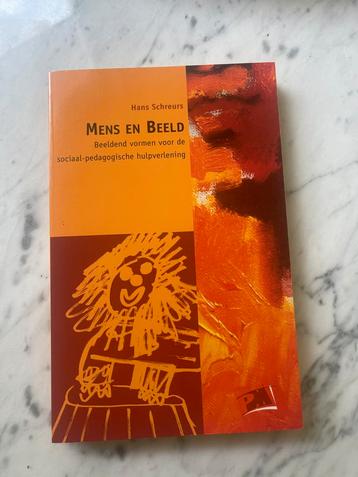 Hans Schreurs
MENS EN BEELD
Beeldend vormen voor de
sociaal-pedagogische hulpverlening